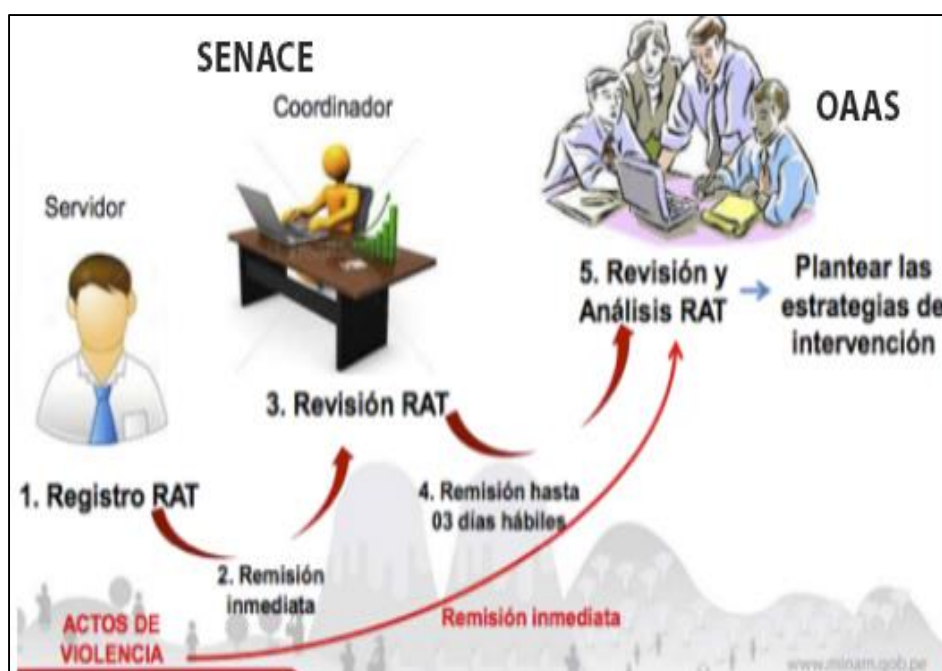 SENACE
Coordinador
OAAS
Servidor
1. Registro RAT
2. Remisión
inmediata
3. Revisión RAT
4. Remisión hasta
03 días hábiles
5. Revisión y
Análisis RAT
Plantear las
estrategias de
intervención
ACTOS DE
VIOLENCIA
Remisión inmediata
www.minam.gob.pe